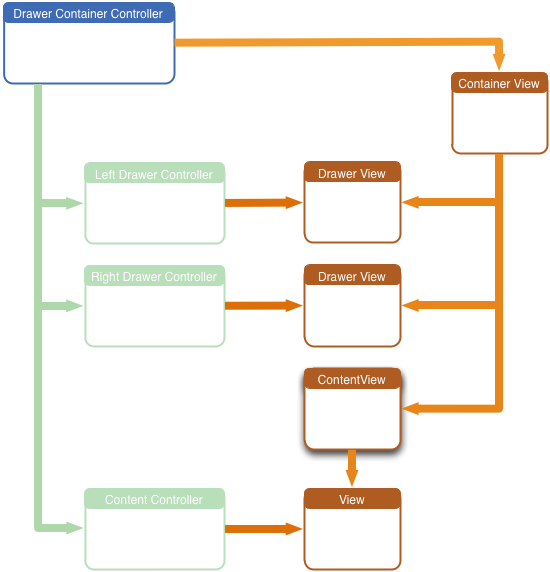 Drawer Container Controller
Container View
Left Drawer Controller
Drawer View
Right Drawer Controller
Drawer View
ContentView
Content Controller
View